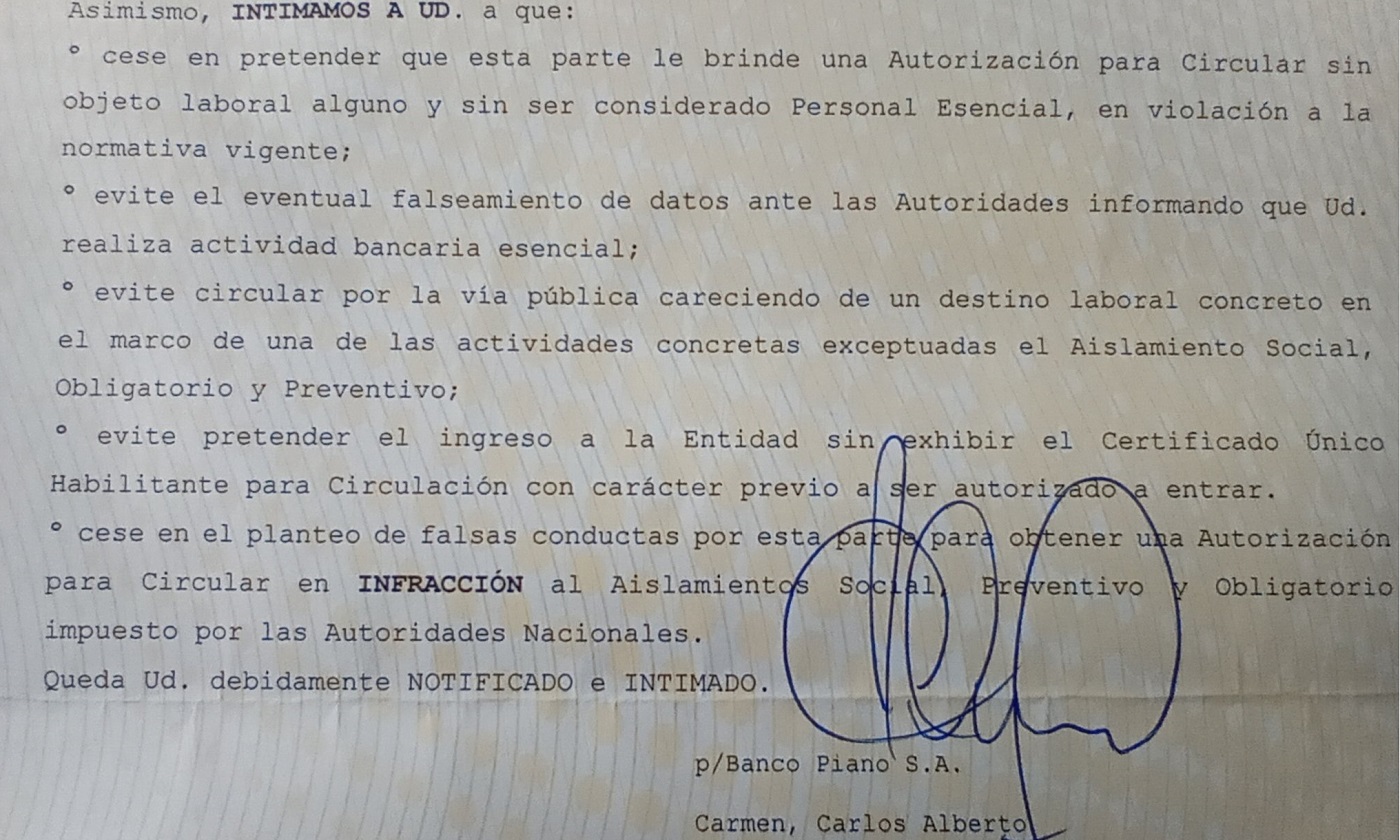 Asimismo, INTIMAMOS A UD. a que:
° cese en pretender que esta parte le brinde una Autorización para Circular sin
objeto laboral alguno y sin ser considerado Personal Esencial, en violación a la
normativa vigente;
° evite el eventual falseamiento de datos ante las Autoridades informando que Ud.
realiza actividad bancaria esencial;
° evite circular por la vía pública careciendo de un destino laboral concreto en
el marco de una de las actividades concretas exceptuadas el Aislamiento Social,
Obligatorio y Preventivo;
° evite pretender el ingreso a la Entidad sin exhibir el Certificado Único
Habilitante para Circulación con carácter previo a ser autorizado a entrar.
° cese en el planteo de falsas conductas por esta parte para obtener una Autorización
para Circular en INFRACCIÓN al Aislamientos Social, Preventivo y Obligatorio
impuesto por las Autoridades Nacionales.
Queda Ud. debidamente NOTIFICADO e INTIMADO.
p/Banco Piano S.A.
Carmen, Carlos Alberto